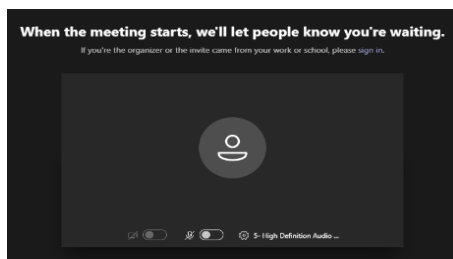 When the meeting starts, we'll let people know you're waiting.
If you're the organizer or the invite came from your work or school, please sign in.
5- High Definition Audio ...